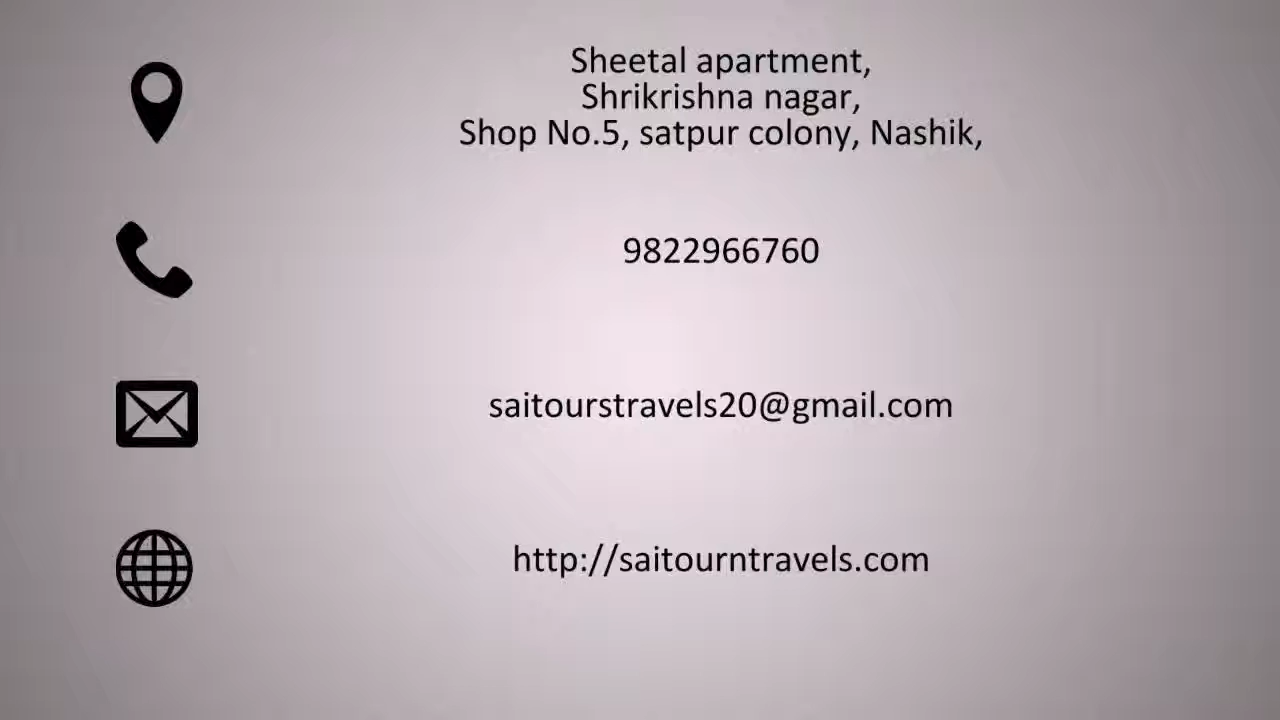 Sheetal apartment,
Shrikrishna nagar,
Shop No.5, satpur colony, Nashik,
9822966760
saitourstravels20@gmail.com
http://saitourntravels.com